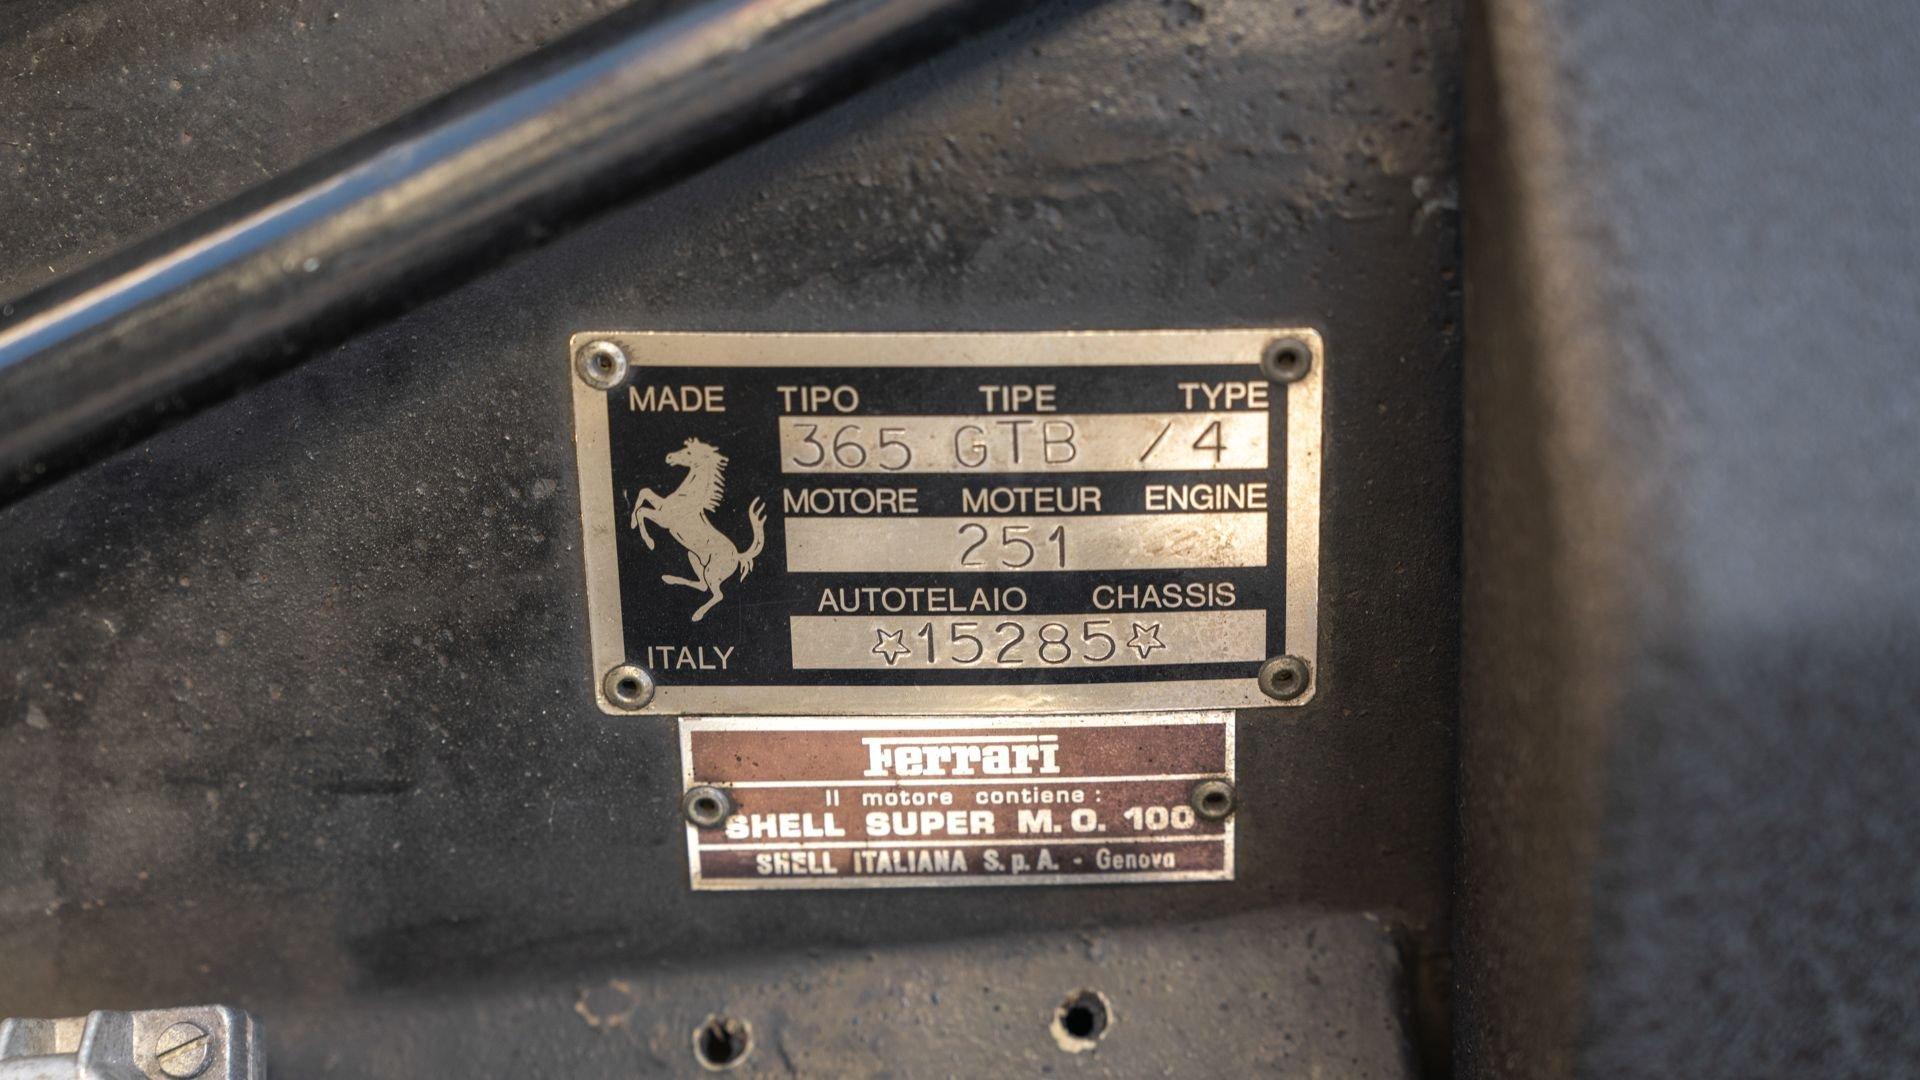 MADE TIPO TIPE TYPE
365 GTB / 4
MOTORE MOTEUR ENGINE
251
AUTOTELAIO CHASSIS
☆15285☆
ITALY
Ferrari
Il motore contiene:
SHELL SUPER M. O. 100
SHELL ITALIANA S. p. A. - Genova